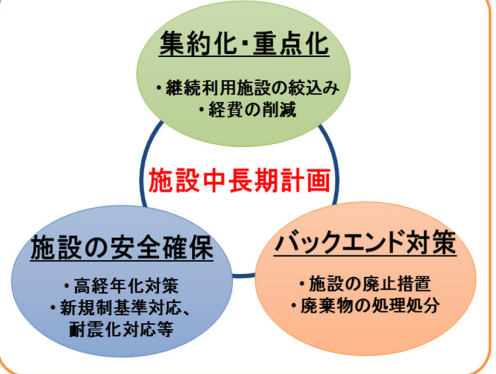 集約化・重点化
・継続利用施設の絞込み
・経費の削減
施設中長期計画
施設の安全確保
・高経年化対策
・新規制基準対応、
耐震化対応等
バックエンド対策
・施設の廃止措置
・廃棄物の処理処分